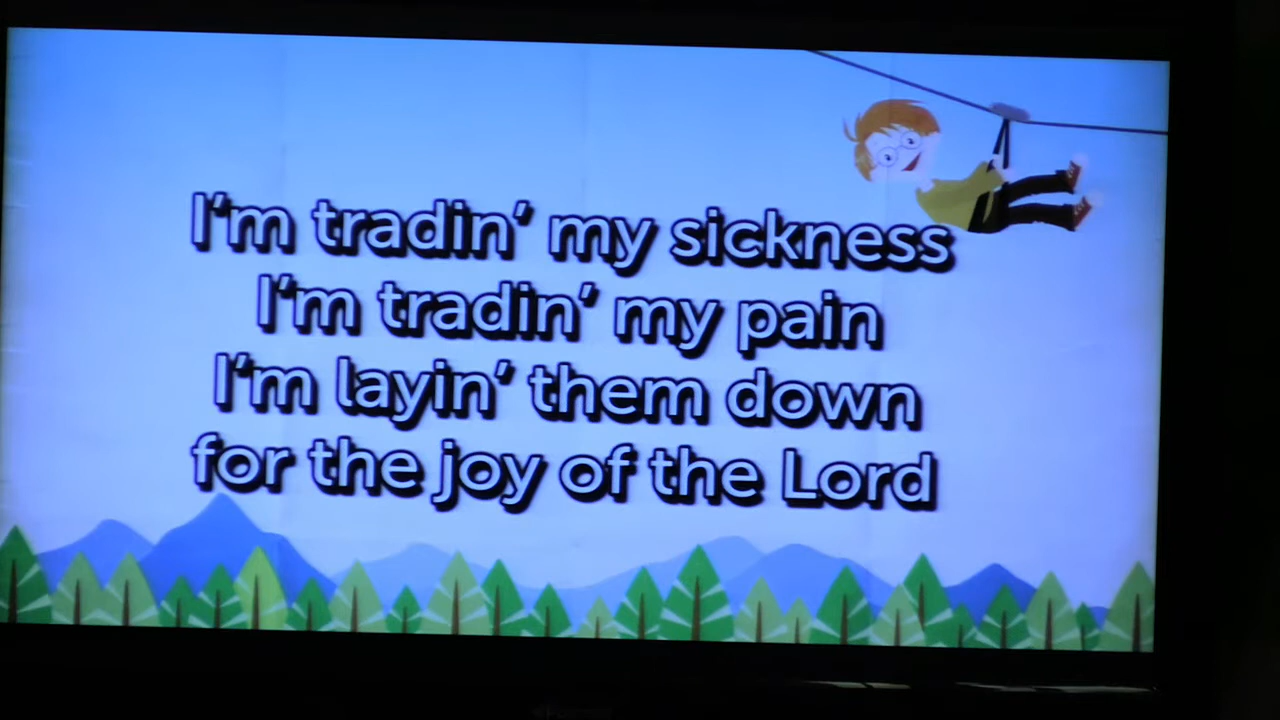 I'm tradin' my sickness
I'm tradin' my pain
I'm layin' them down
for the joy of the Lord